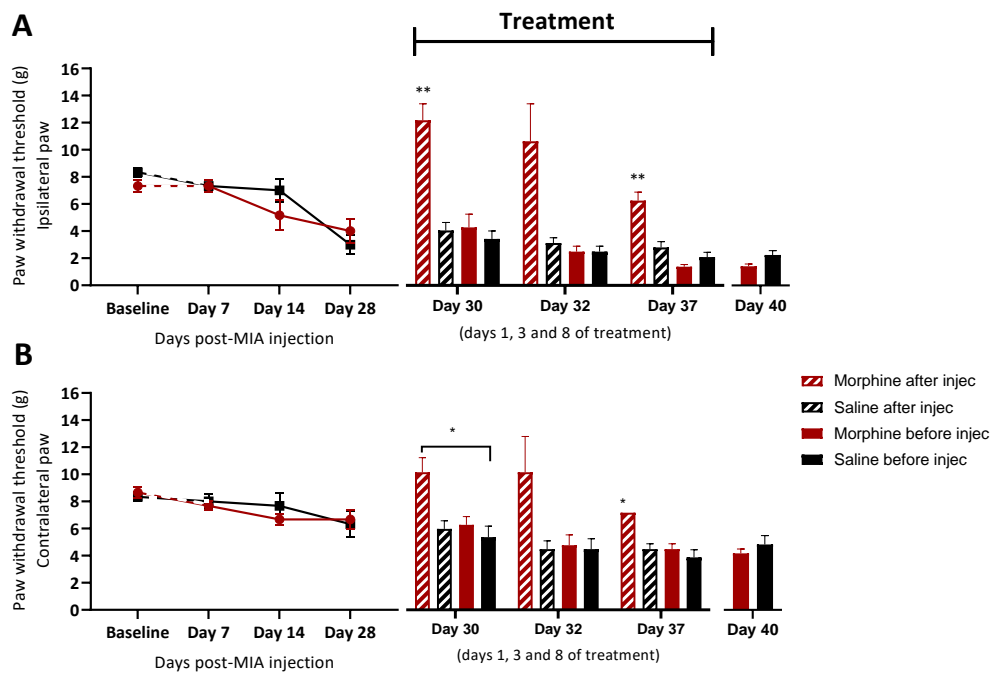 Treatment
A
Paw withdrawal threshold (g)
Ipsilateral paw
16
14
12
10
8
6
4
2
0
**
**
Baseline Day 7 Day 14 Day 28
Day 30 Day 32 Day 37 Day 40
Days post-MIA injection
(days 1, 3 and 8 of treatment)
B
Paw withdrawal threshold (g)
Contralateral paw
16
14
12
10
8
6
4
2
0
*
*
Baseline Day 7 Day 14 Day 28
Day 30 Day 32 Day 37 Day 40
Days post-MIA injection
(days 1, 3 and 8 of treatment)
Morphine after injec
Saline after injec
Morphine before injec
Saline before injec